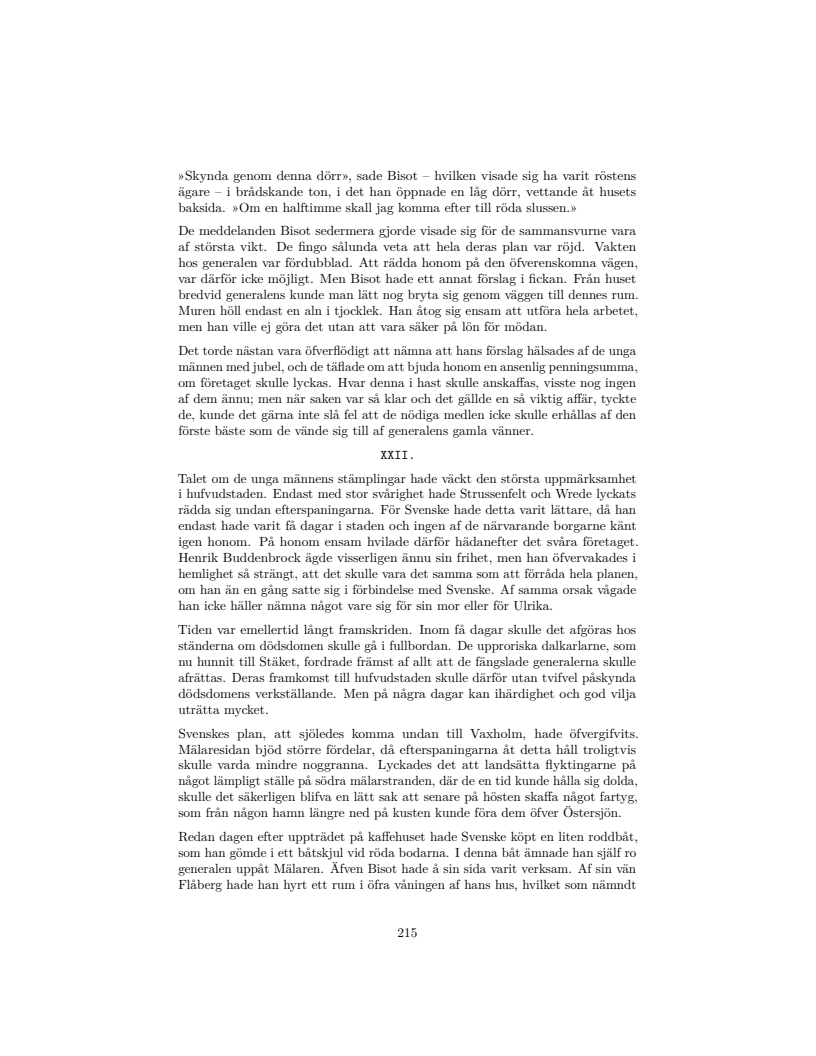 »Skynda genom denna dörr», sade Bisot – hvilken visade sig ha varit röstens
ägare – i brådskande ton, i det han öppnade en låg dörr, vettande åt husets
baksida. »Om en halftimme skall jag komma efter till röda slussen.»
De meddelanden Bisot sedermera gjorde visade sig för de sammansvurne vara
af största vikt. De fingo sålunda veta att hela deras plan var röjd. Vakten
hos generalen var fördubblad. Att rädda honom på den öfverenskomna vägen,
var därför icke möjligt. Men Bisot hade ett annat förslag i fickan. Från huset
bredvid generalens kunde man lätt nog bryta sig genom väggen till dennes rum.
Muren höll endast en aln i tjocklek. Han åtog sig ensam att utföra hela arbetet,
men han ville ej göra det utan att vara säker på lön för mödan.
Det torde nästan vara öfverflödigt att nämna att hans förslag hälsades af de unga
männen med jubel, och de täflade om att bjuda honom en ansenlig penningsumma,
om företaget skulle lyckas. Hvar denna i hast skulle anskaffas, visste nog ingen
af dem ännu; men när saken var så klar och det gällde en så viktig affär, tyckte
de, kunde det gärna inte slå fel att de nödiga medlen icke skulle erhållas af den
förste bäste som de vände sig till af generalens gamla vänner.
XXII.
Talet om de unga männens stämplingar hade väckt den största uppmärksamhet
i hufvudstaden. Endast med stor svårighet hade Strussenfelt och Wrede lyckats
rädda sig undan efterspaningarna. För Svenske hade detta varit lättare, då han
endast hade varit få dagar i staden och ingen af de närvarande borgarne känt
igen honom. På honom ensam hvilade därför hädanefter det svåra företaget.
Henrik Buddenbrock ägde visserligen ännu sin frihet, men han öfvervakades i
hemlighet så strängt, att det skulle vara det samma som att förråda hela planen,
om han än en gång satte sig i förbindelse med Svenske. Af samma orsak vågade
han icke häller nämna något vare sig för sin mor eller för Ulrika.
Tiden var emellertid långt framskriden. Inom få dagar skulle det afgöras hos
ständerna om dödsdomen skulle gå i fullbordan. De upproriska dalkarlarne, som
nu hunnit till Stäket, fordrade främst af allt att de fängslade generalerna skulle
afrättas. Deras framkomst till hufvudstaden skulle därför utan tvifvel påskynda
dödsdomens verkställande. Men på några dagar kan ihärdighet och god vilja
uträtta mycket.
Svenskes plan, att sjöledes komma undan till Vaxholm, hade öfvergifvits.
Mälaresidan bjöd större fördelar, då efterspaningarna åt detta håll troligtvis
skulle varda mindre noggranna. Lyckades det att landsätta flyktingarne på
något lämpligt ställe på södra mälarstranden, där de en tid kunde hålla sig dolda,
skulle det säkerligen blifva en lätt sak att senare på hösten skaffa något fartyg,
som från någon hamn längre ned på kusten kunde föra dem öfver Östersjön.
Redan dagen efter uppträdet på kaffehuset hade Svenske köpt en liten roddbåt,
som han gömde i ett båtskjul vid röda bodarna. I denna båt ämnade han själf ro
generalen uppåt Mälaren. Äfven Bisot hade å sin sida varit verksam. Af sin vän
Flåberg hade han hyrt ett rum i öfra våningen af hans hus, hvilket som nämndt
215